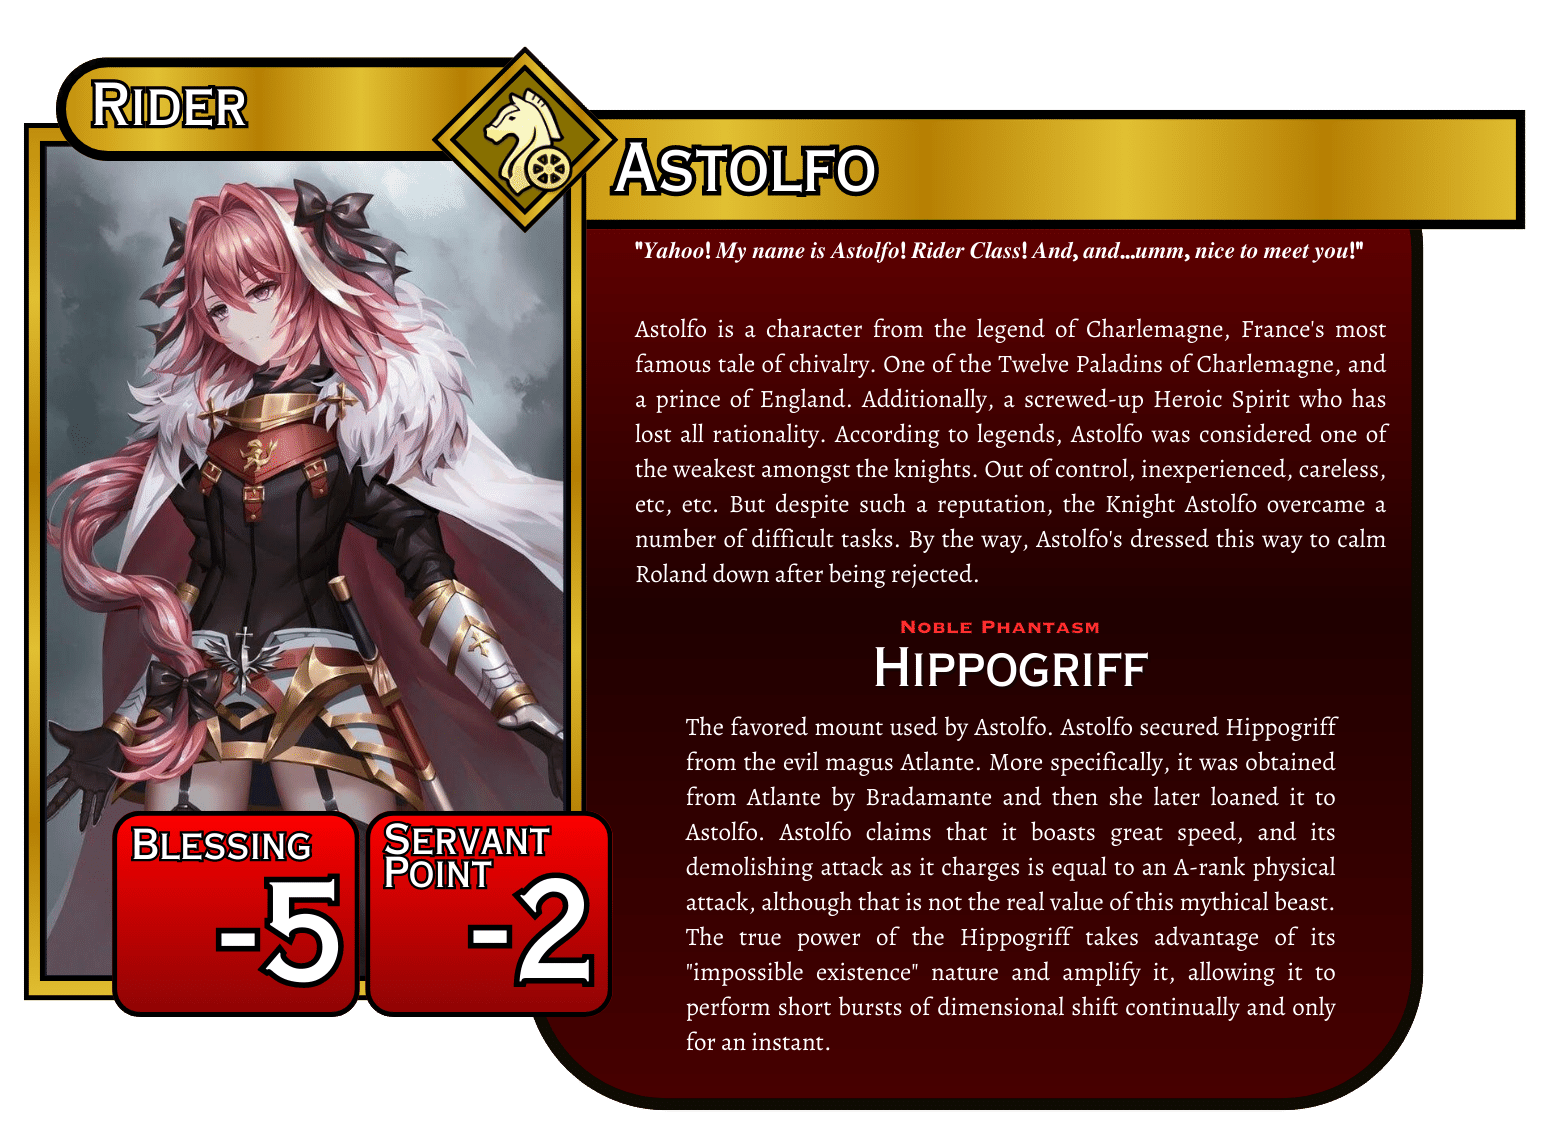 RIDER
ASTOLFO
"Yahoo! My name is Astolfo! Rider Class! And, and...umm, nice to meet you!"
Astolfo is a character from the legend of Charlemagne, France's most
famous tale of chivalry. One of the Twelve Paladins of Charlemagne, and
a prince of England. Additionally, a screwed-up Heroic Spirit who has
lost all rationality. According to legends, Astolfo was considered one of
the weakest amongst the knights. Out of control, inexperienced, careless,
etc, etc. But despite such a reputation, the Knight Astolfo overcame a
number of difficult tasks. By the way, Astolfo's dressed this way to calm
Roland down after being rejected.
NOBLE PHANTASM
HIPPOGRIFF
The favored mount used by Astolfo. Astolfo secured Hippogriff
from the evil magus Atlante. More specifically, it was obtained
from Atlante by Bradamante and then she later loaned it to
Astolfo. Astolfo claims that it boasts great speed, and its
demolishing attack as it charges is equal to an A-rank physical
attack, although that is not the real value of this mythical beast.
The true power of the Hippogriff takes advantage of its
"impossible existence" nature and amplify it, allowing it to
perform short bursts of dimensional shift continually and only
for an instant.
BLESSING
-5
SERVANT
POINT
-2